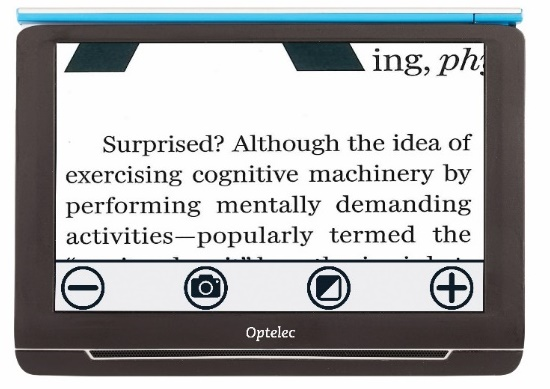 ing, ph
Surprised? Although the idea of
exercising cognitive machinery by
performing mentally demanding
activities—popularly termed the
Optelec